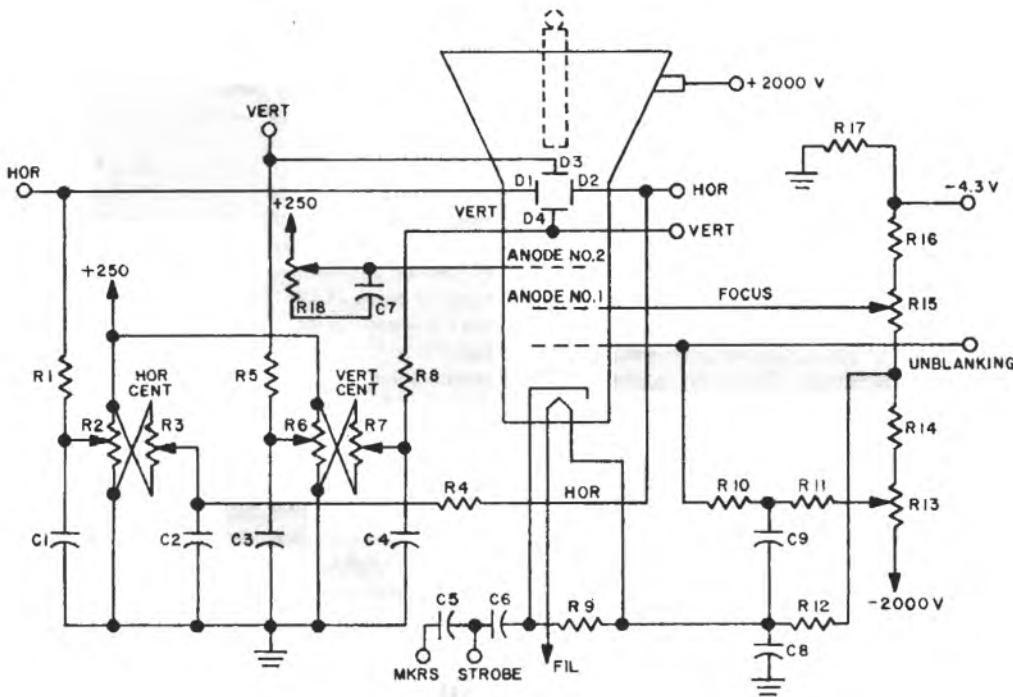 +2000 V
VERT
R17
HOR
D3
D1
D2
HOR
-4.3 V
VERT
D4
VERT
+250
R16
ANODE NO.2
+250
ANODE NO.1
FOCUS
R15
R18
C7
UNBLANKING
R1
HOR
CENT
R5
VERT
CENT
R8
R14
R2
R3
R6
R7
R4
HOR
R10
R11
R13
C1
C2
C3
C4
C9
C5
C6
R9
R12
-2000 V
MKRS
STROBE
FIL
C8